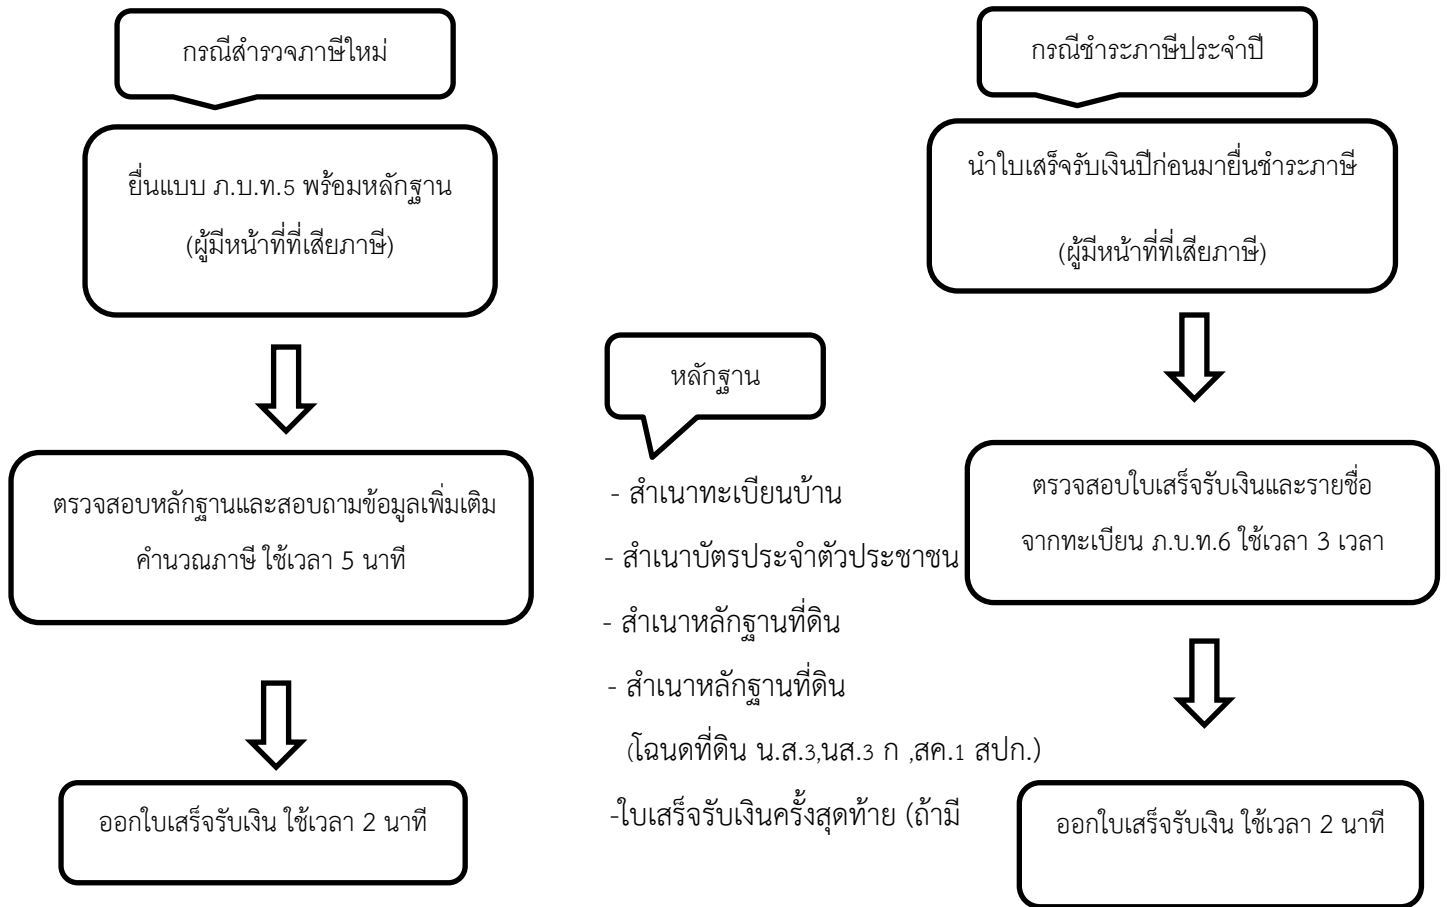 กรณีสำรวจภาษีใหม่
ยื่นแบบ ภ.บ.ท.5 พร้อมหลักฐาน
(ผู้มีหน้าที่ที่เสียภาษี)
ตรวจสอบหลักฐานและสอบถามข้อมูลเพิ่มเติม
คำนวณภาษี ใช้เวลา 5 นาที
ออกใบเสร็จรับเงิน ใช้เวลา 2 นาที
หลักฐาน
- สำเนาทะเบียนบ้าน
- สำเนาบัตรประจำตัวประชาชน
- สำเนาหลักฐานที่ดิน
- สำเนาหลักฐานที่ดิน
(โฉนดที่ดิน น.ส.3,นส.3 ก ,สค.1 สปก.)
-ใบเสร็จรับเงินครั้งสุดท้าย (ถ้ามี
กรณีชำระภาษีประจำปี
นำใบเสร็จรับเงินปีก่อนมายื่นชำระภาษี
(ผู้มีหน้าที่ที่เสียภาษี)
ตรวจสอบใบเสร็จรับเงินและรายชื่อ
จากทะเบียน ภ.บ.ท.6 ใช้เวลา 3 เวลา
ออกใบเสร็จรับเงิน ใช้เวลา 2 นาที